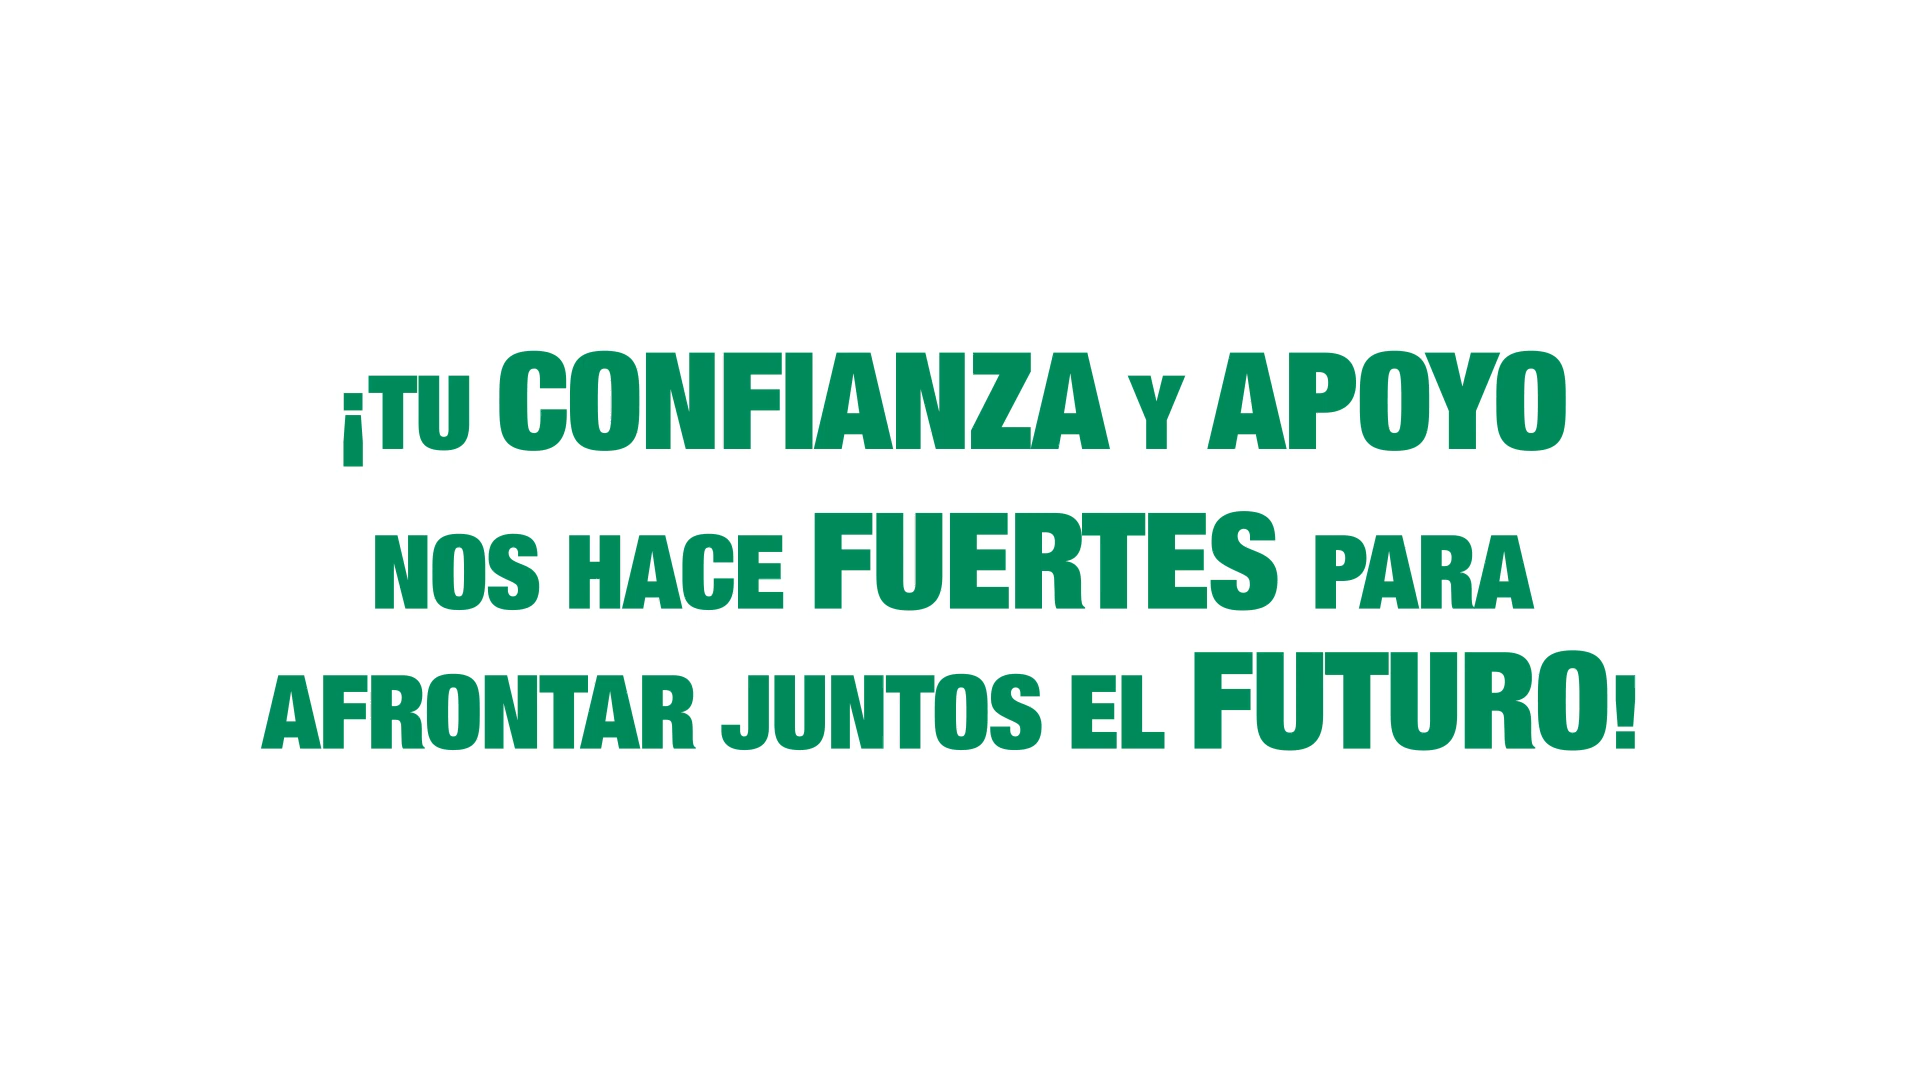 ¡TU CONFIANZA Y APOYO
NOS HACE FUERTES PARA
AFRONTAR JUNTOS EL FUTURO!